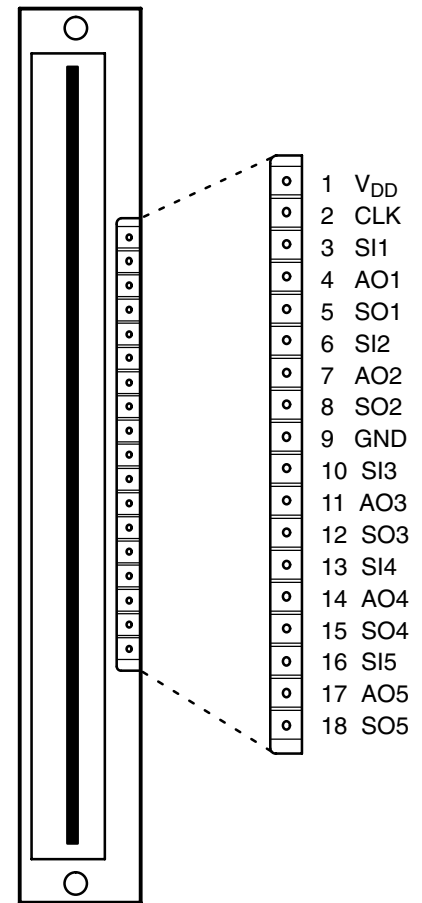 1 VDD
2 CLK
3 SI1
4 AO1
5 SO1
6 SI2
7 AO2
8 SO2
9 GND
10 SI3
11 AO3
12 SO3
13 SI4
14 AO4
15 SO4
16 SI5
17 AO5
18 SO5